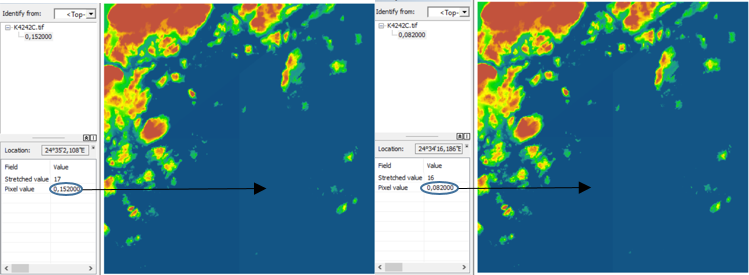 Identify from: <Top-
K4242C.tif
0,152000
Location: 24°35'2,108"E
Field Value
Stretched value 17
Pixel value 0,152000
Identify from: <Top-
K4242C.tif
0,082000
Location: 24°34'16,186"E
Field Value
Stretched value 16
Pixel value 0,082000